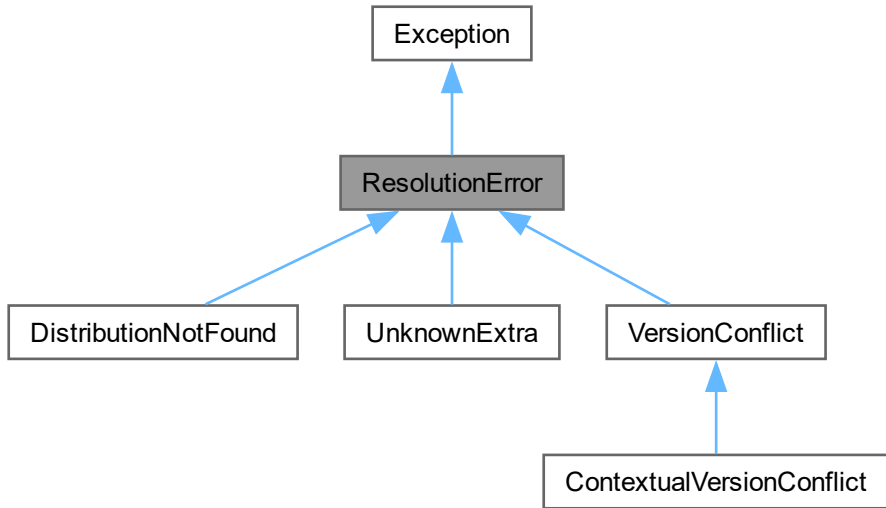 Exception
ResolutionError
DistributionNotFound
UnknownExtra
VersionConflict
ContextualVersionConflict